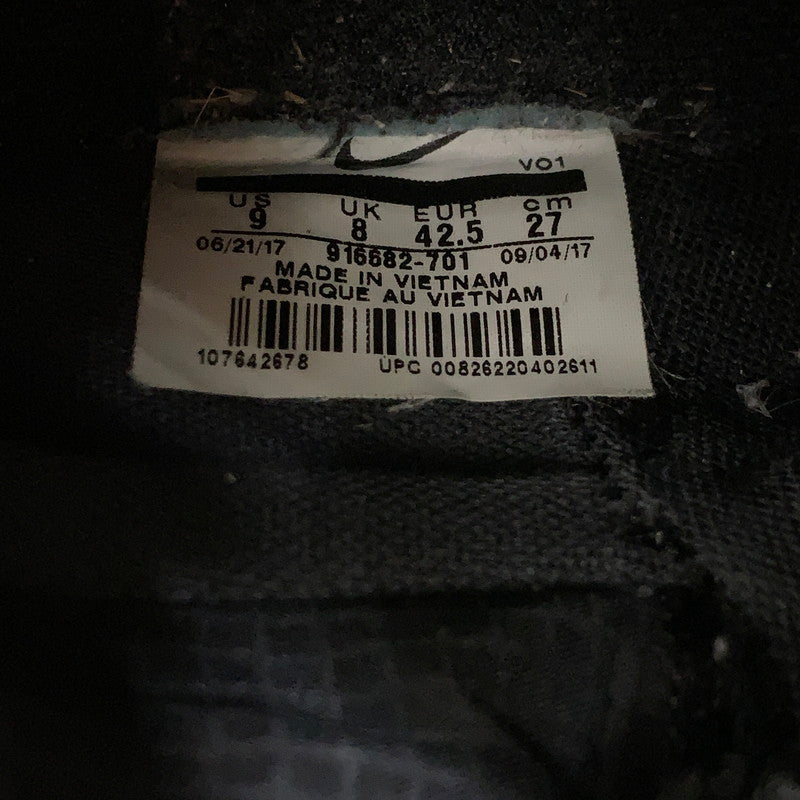 VO1
US UK EUR cm
9 8 42.5 27
06/21/17 916682-701 09/04/17
MADE IN VIETNAM
FABRIQUE AU VIETNAM
107642678 UPC 00826220402611